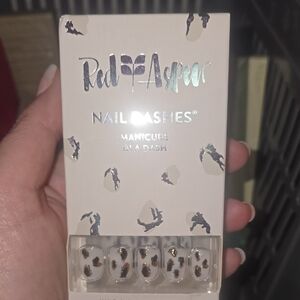 Red Aspen
NAIL DASHES®
MANICURE
IN A DASH